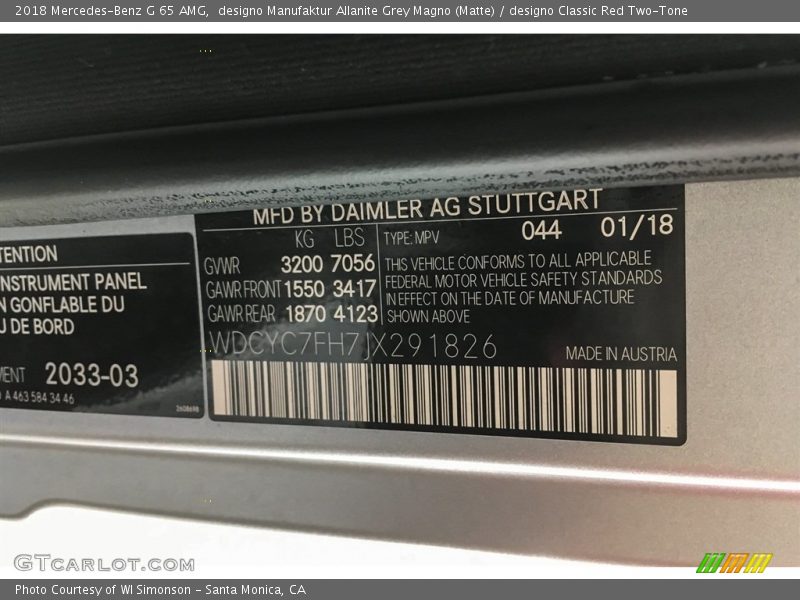 2018 Mercedes-Benz G 65 AMG, designo Manufaktur Allanite Grey Magno (Matte) / designo Classic Red Two-Tone
TENTION
NSTRUMENT PANEL
N GONFLABLE DU
U DE BORD
MENT 2033-03
A 463 584 34 46
MFD BY DAIMLER AG STUTTGART
KG LBS
GVWR 3200 7056
GAWR FRONT 1550 3417
GAWR REAR 1870 4123
TYPE: MPV 044 01/18
THIS VEHICLE CONFORMS TO ALL APPLICABLE
FEDERAL MOTOR VEHICLE SAFETY STANDARDS
IN EFFECT ON THE DATE OF MANUFACTURE
SHOWN ABOVE
WDCYC7FH7JX291826
MADE IN AUSTRIA
GTcarlot.com
Photo Courtesy of WI Simonson - Santa Monica, CA